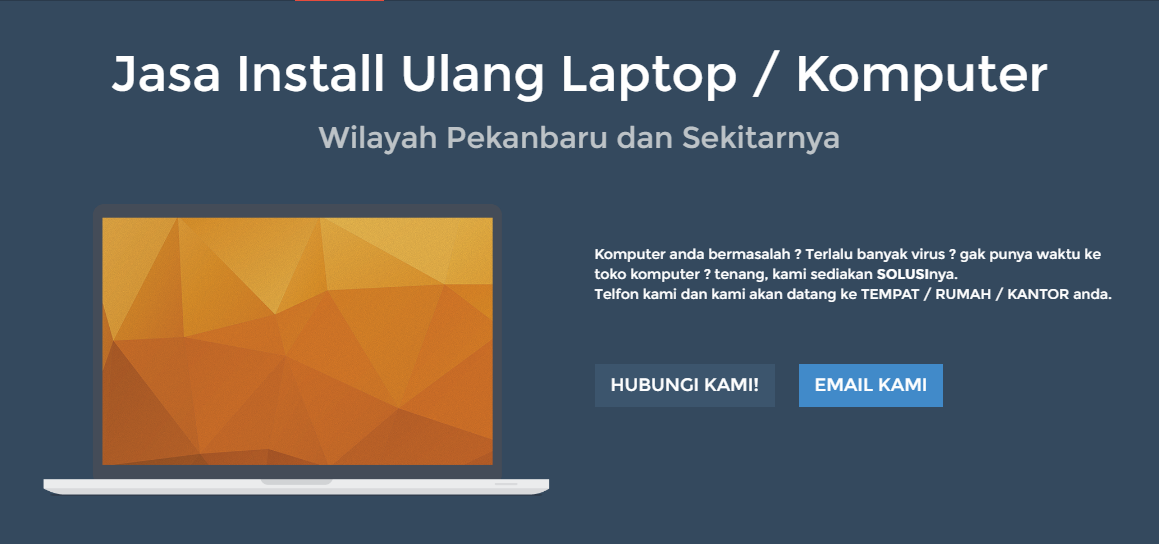 Jasa Install Ulang Laptop / Komputer
Wilayah Pekanbaru dan Sekitarnya
Komputer anda bermasalah ? Terlalu banyak virus ? gak punya waktu ke
toko komputer ? tenang, kami sediakan SOLUSInya.
Telfon kami dan kami akan datang ke TEMPAT / RUMAH / KANTOR anda.
HUBUNGI KAMI!
EMAIL KAMI